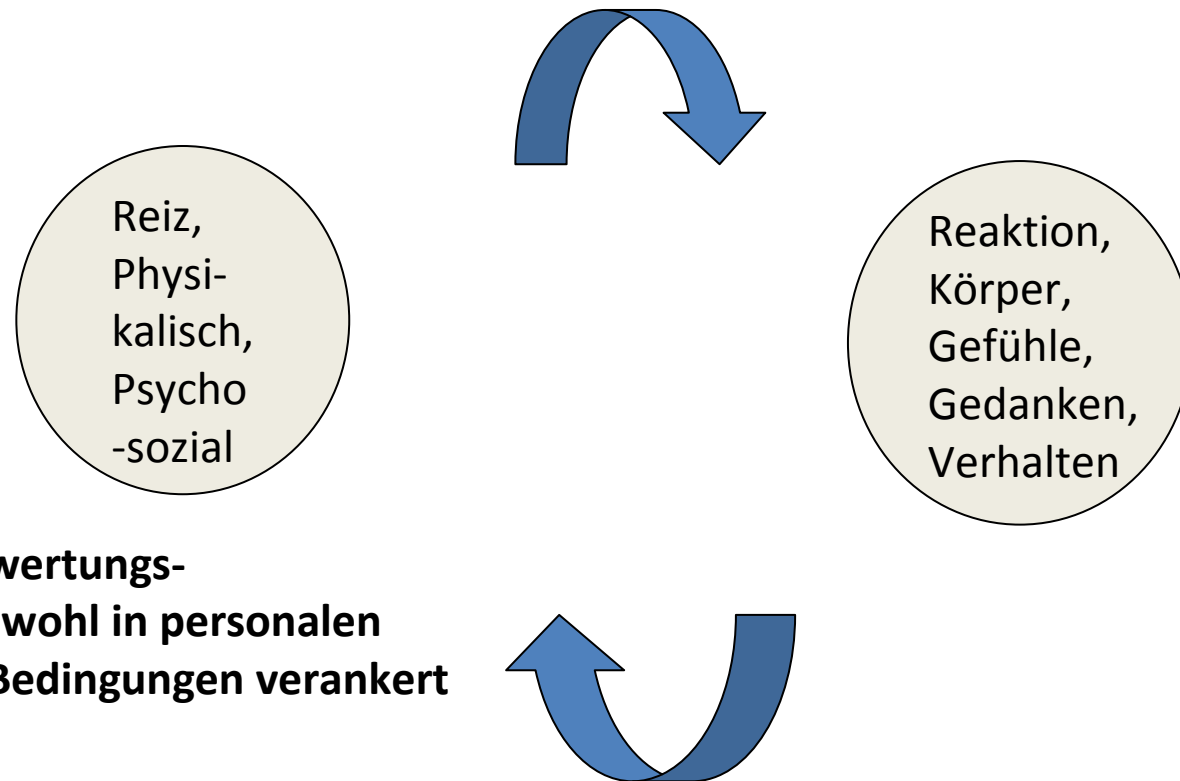 Reiz,
Physi-
kalisch,
Psycho
-sozial
Reaktion,
Körper,
Gefühle,
Gedanken,
Verhalten
wertungs-
wohl in personalen
Bedingungen verankert